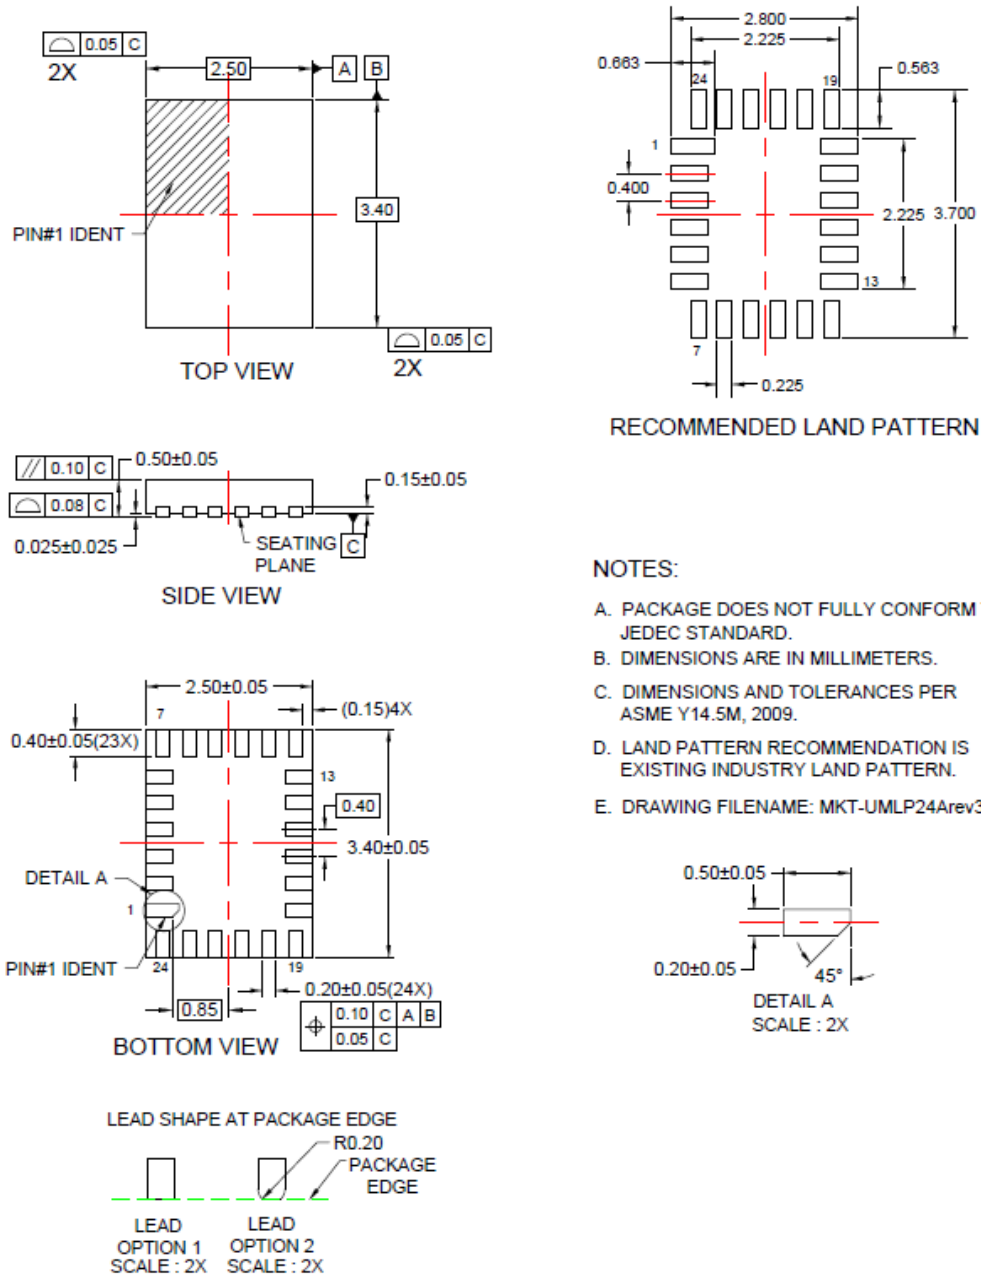 0.05 C
2X
2.50
A
B
3.40
PIN#1 IDENT
0.05 C
2X
TOP VIEW
2.800
2.225
0.663
24
19
0.563
1
0.400
2.225
3.700
13
7
0.225
RECOMMENDED LAND PATTERN
// 0.10 C
0.50±0.05
0.08 C
0.15±0.05
0.025±0.025
SEATING
PLANE
C
SIDE VIEW
NOTES:
A. PACKAGE DOES NOT FULLY CONFORM
JEDEC STANDARD.
B. DIMENSIONS ARE IN MILLIMETERS.
C. DIMENSIONS AND TOLERANCES PER
ASME Y14.5M, 2009.
D. LAND PATTERN RECOMMENDATION IS
EXISTING INDUSTRY LAND PATTERN.
E. DRAWING FILENAME: MKT-UMLP24Arev3
2.50±0.05
7
(0.15)4X
0.40±0.05(23X)
13
0.40
3.40±0.05
DETAIL A
1
PIN#1 IDENT
24
19
0.20±0.05(24X)
0.85
0.10 C A B
0.05 C
BOTTOM VIEW
0.50±0.05
0.20±0.05
45°
DETAIL A
SCALE : 2X
LEAD SHAPE AT PACKAGE EDGE
R0.20
PACKAGE
EDGE
LEAD
OPTION 1
SCALE : 2X
LEAD
OPTION 2
SCALE : 2X